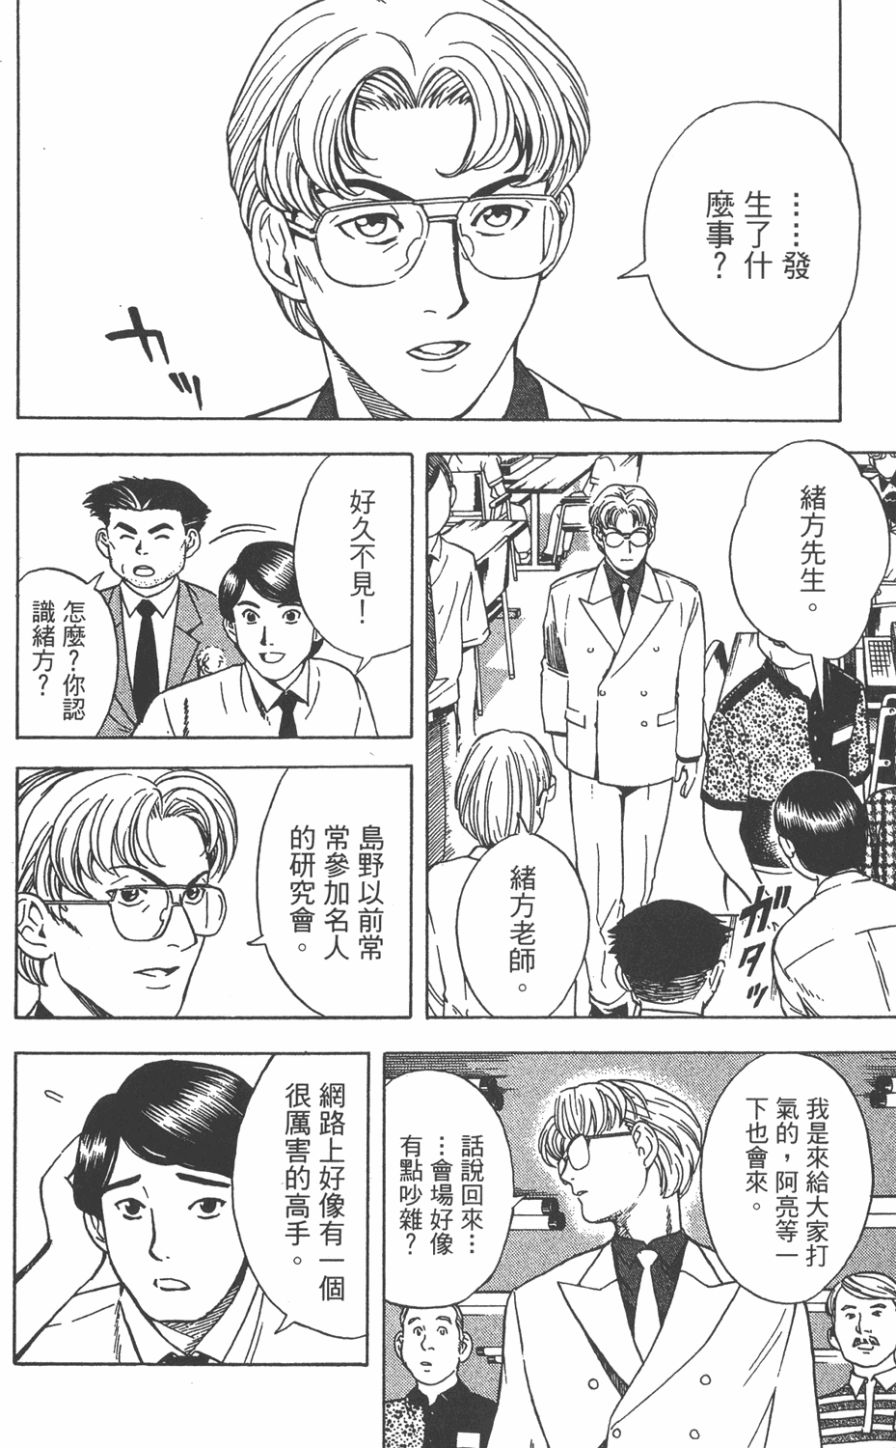 ……發
生了什
麼事？
カ
ッ
緒方先生。
緒方老師。
ガタッ
好久不見！
怎麼？你認
識緒方？
島野以前常
常參加名人
的研究會。
我是來給大家打
氣的，阿亮等一
下也會來。
話說回來…
…會場好像
有點吵雜？
網路上好像有一個
很厲害的高手。